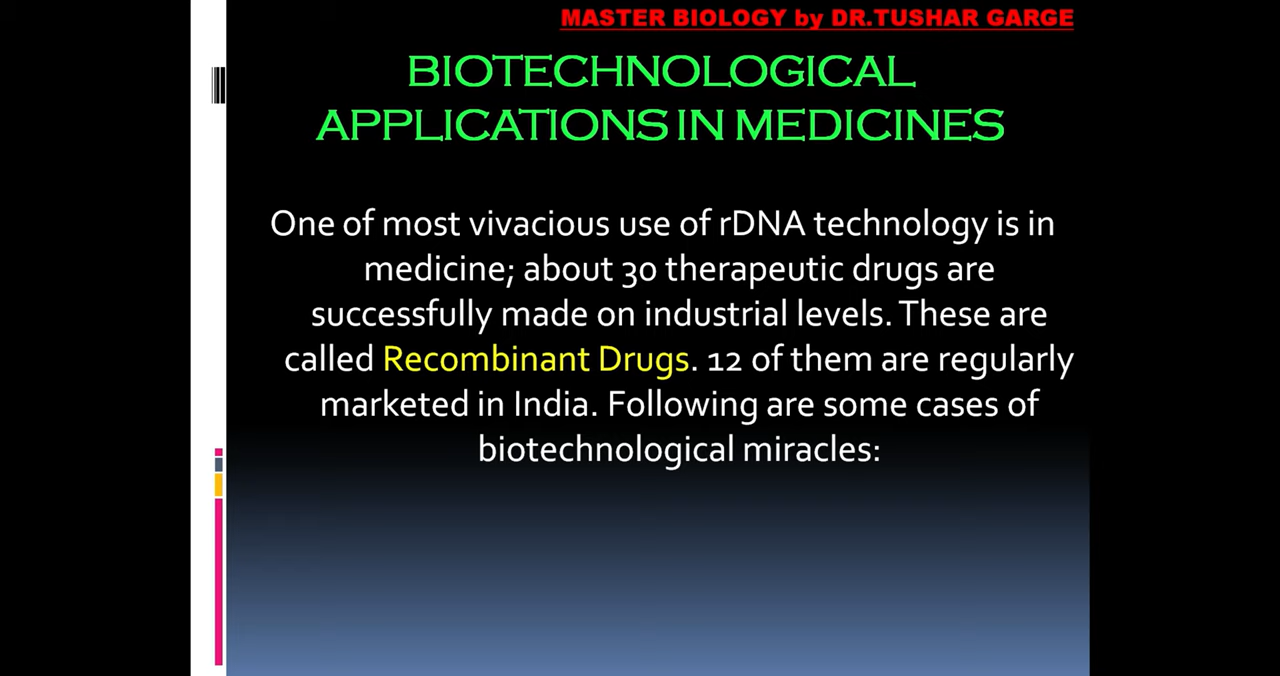 MASTER BIOLOGY by DR.TUSHAR GARGE
BIOTECHNOLOGICAL
APPLICATIONS IN MEDICINES
One of most vivacious use of rDNA technology is in
medicine; about 30 therapeutic drugs are
successfully made on industrial levels. These are
called Recombinant Drugs. 12 of them are regularly
marketed in India. Following are some cases of
biotechnological miracles: